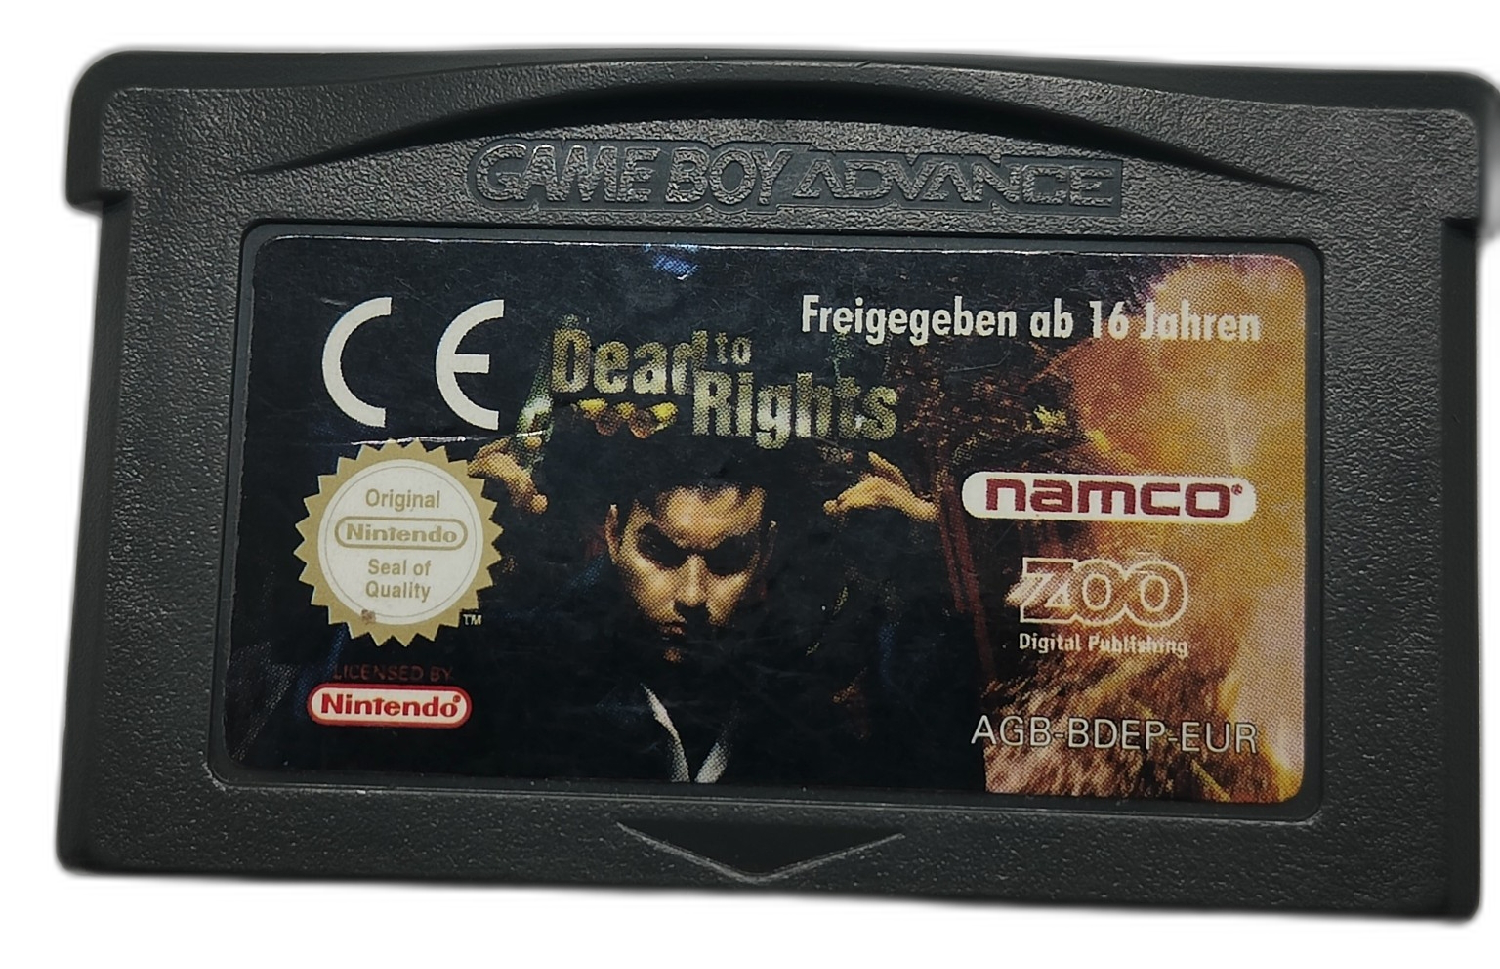 GAME BOY ADVANCE
CE
Freigegeben ab 16 Jahren
Dead to
Rights
Original
Nintendo
Seal of
Quality
TM
LICENSED BY
Nintendo®
namco®
ZOO
Digital Publishing
AGB-BDEP-EUR